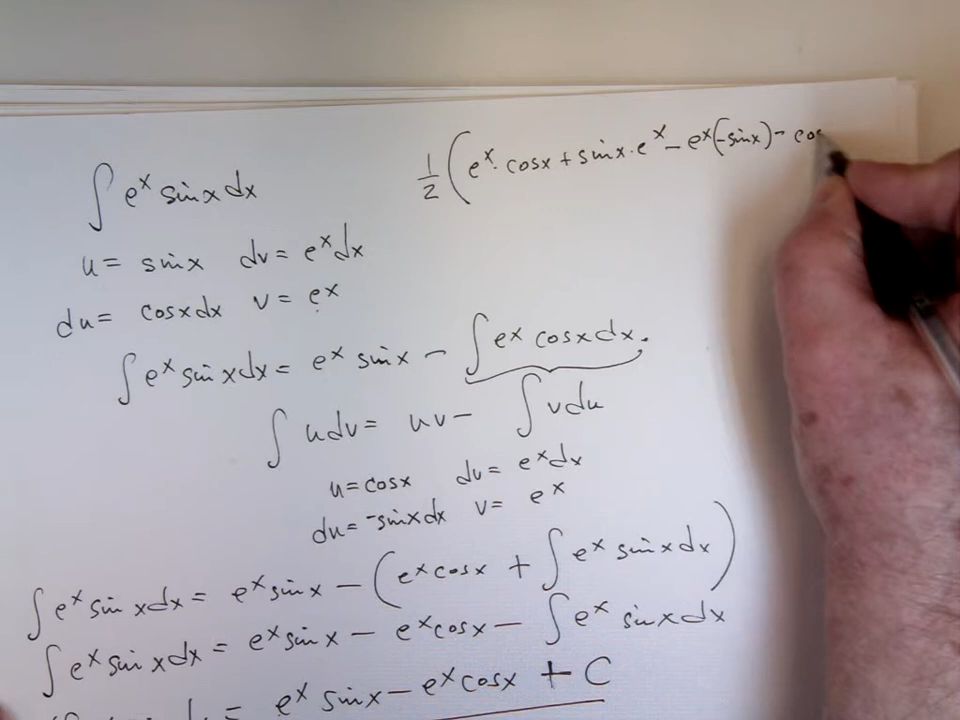 ∫ e^x sin x dx
1/2 ( e^x · cos x + sin x · e^x - e^x(-sin x) - cos
u = sin x dv = e^x dx
du = cos x dx v = e^x
∫ e^x sin x dx = e^x sin x - ∫ e^x cos x dx.
∫ u dv = uv - ∫ v du
u = cos x dv = e^x dx
du = -sin x dx v = e^x
∫ e^x sin x dx = e^x sin x - ( e^x cos x + ∫ e^x sin x dx )
∫ e^x sin x dx = e^x sin x - e^x cos x - ∫ e^x sin x dx
= e^x sin x - e^x cos x + C